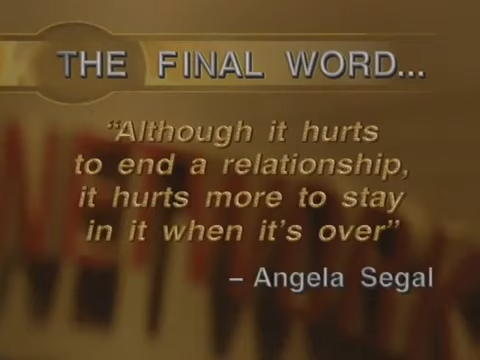 THE FINAL WORD...
"Although it hurts
to end a relationship,
it hurts more to stay
in it when it's over"
– Angela Segal